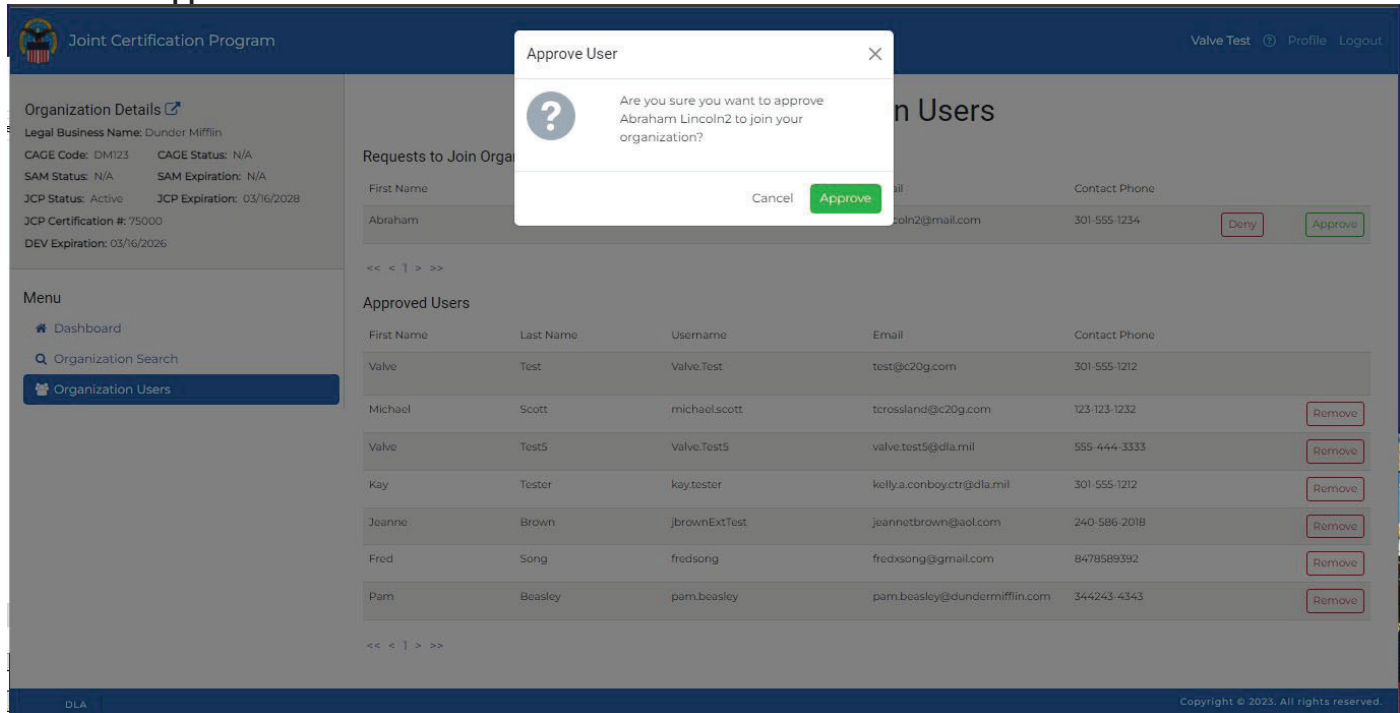 Joint Certification Program
Valve Test Profile Logout
Approve User
Are you sure you want to approve
Abraham Lincoln2 to join your
organization?
Cancel Approve
Organization Details
Legal Business Name: Dunder Mifflin
CAGE Code: DM123 CAGE Status: N/A
SAM Status: N/A SAM Expiration: N/A
JCP Status: Active JCP Expiration: 03/16/2028
JCP Certification #: 75000
DEV Expiration: 03/16/2026
Menu
Dashboard
Organization Search
Organization Users
n Users
Requests to Join Orga
First Name ail Contact Phone
Abraham coln2@mail.com 301-555-1234 Deny Approve
<< < 1 > >>
Approved Users
First Name Last Name Username Email Contact Phone
Valve Test Valve.Test test@c20g.com 301-555-1212
Michael Scott michael.scott tcrossland@c20g.com 123-123-1232 Remove
Valve Test5 Valve.Test5 valve.test5@dla.mil 555-444-3333 Remove
Kay Tester kay.tester kelly.a.conboy.ctr@dla.mil 301-555-1212 Remove
Jeanne Brown jbrownExtTest jeannetbrown@aol.com 240-586-2018 Remove
Fred Song fredsong fredxsong@gmail.com 8478589392 Remove
Pam Beasley pam.beasley pam.beasley@dundermifflin.com 344243-4343 Remove
<< < 1 > >>
DLA
Copyright © 2023. All rights reserved.